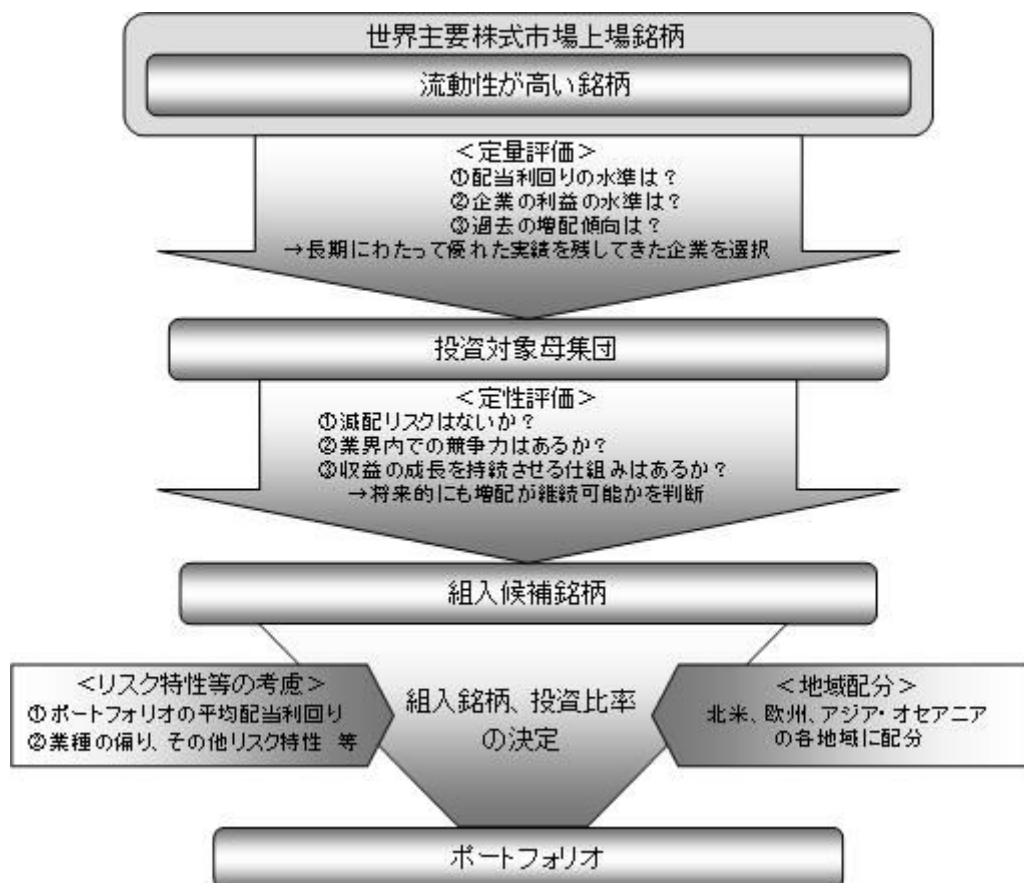 世界主要株式市場上場銘柄
流動性が高い銘柄
＜定量評価＞
①配当利回りの水準は？
②企業の利益の水準は？
③過去の増配傾向は？
→長期にわたって優れた実績を残してきた企業を選択
投資対象母集団
＜定性評価＞
①減配リスクはないか？
②業界内での競争力はあるか？
③収益の成長を持続させる仕組みはあるか？
→将来的にも増配が継続可能かを判断
組入候補銘柄
＜リスク特性等の考慮＞
①ポートフォリオの平均配当利回り
②業種の偏り、その他リスク特性 等
組入銘柄、投資比率
の決定
＜地域配分＞
北米、欧州、アジア・オセアニア
の各地域に配分
ポートフォリオ